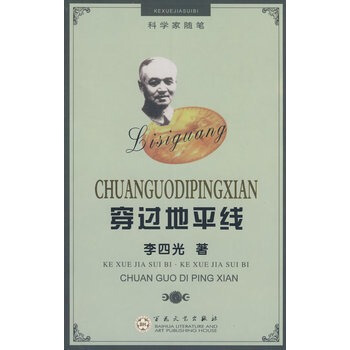 KEXUEJIASUIBI
科学家随笔
Lisiguang
CHUANGUODIPINGXIAN
穿过地平线
李四光 著
KE XUE JIA SUI BI · KE XUE JIA SUI BI
CHUAN GUO DI PING XIAN
百花文艺出版社
BAIHUA LITERATURE AND
ART PUBLISHING HOUSE